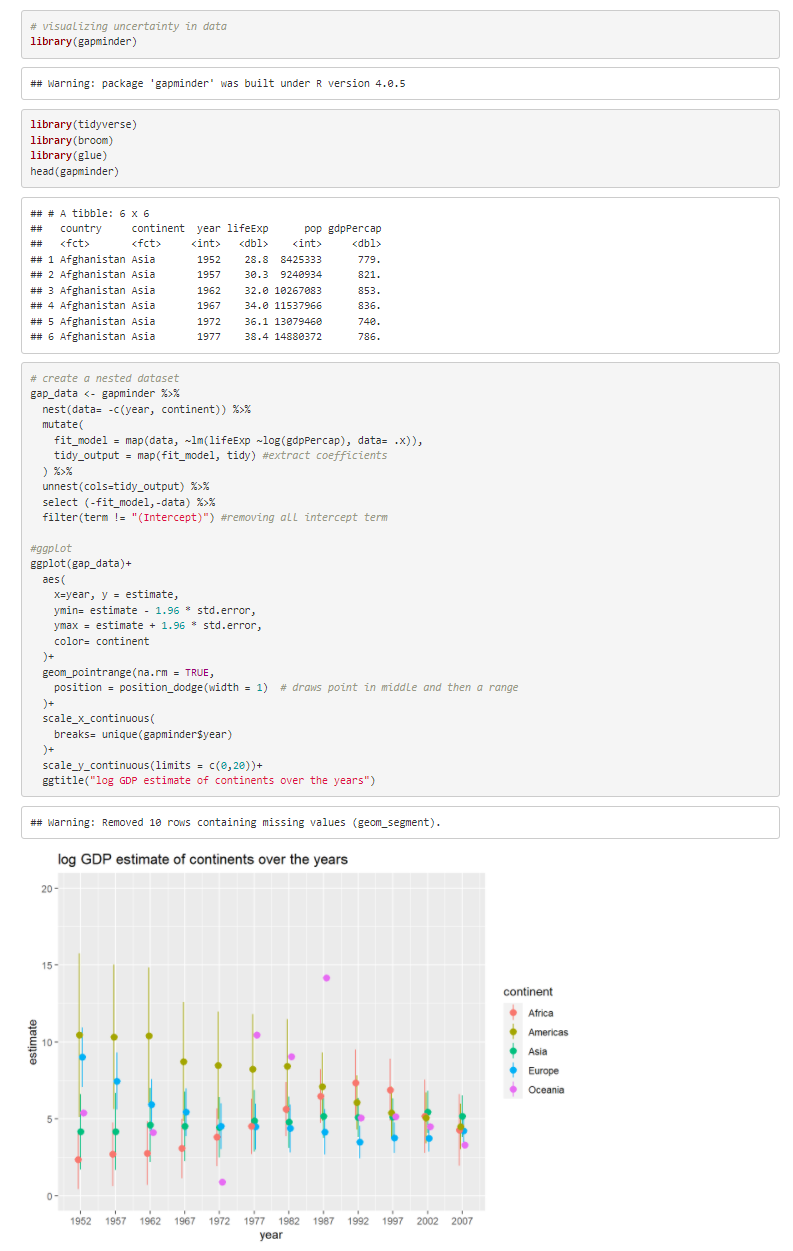 # visualizing uncertainty in data
library(gapminder)
## Warning: package 'gapminder' was built under R version 4.0.5
library(tidyverse)
library(broom)
library(glue)
head(gapminder)
## # A tibble: 6 x 6
##   country     continent  year lifeExp      pop gdpPercap
##   <fct>       <fct>     <int>   <dbl>    <int>     <dbl>
## 1 Afghanistan Asia       1952    28.8  8425333      779.
## 2 Afghanistan Asia       1957    30.3  9240934      821.
## 3 Afghanistan Asia       1962    32.0 10267083      853.
## 4 Afghanistan Asia       1967    34.0 11537966      836.
## 5 Afghanistan Asia       1972    36.1 13079460      740.
## 6 Afghanistan Asia       1977    38.4 14880372      786.
# create a nested dataset
gap_data <- gapminder %>%
  nest(data= -c(year, continent)) %>%
  mutate(
    fit_model = map(data, ~lm(lifeExp ~log(gdpPercap), data= .x)),
    tidy_output = map(fit_model, tidy) #extract coefficients
  ) %>%
  unnest(cols=tidy_output) %>%
  select (-fit_model,-data) %>%
  filter(term != "(Intercept)") #removing all intercept term
#ggplot
ggplot(gap_data)+
  aes(
    x=year, y = estimate,
    ymin= estimate - 1.96 * std.error,
    ymax = estimate + 1.96 * std.error,
    color= continent
  )+
  geom_pointrange(na.rm = TRUE,
    position = position_dodge(width = 1)  # draws point in middle and then a range
  )+
  scale_x_continuous(
    breaks= unique(gapminder$year)
  )+
  scale_y_continuous(limits = c(0,20))+
  ggtitle("log GDP estimate of continents over the years")
## Warning: Removed 10 rows containing missing values (geom_segment).
log GDP estimate of continents over the years
20
15
10
5
0
estimate
1952 1957 1962 1967 1972 1977 1982 1987 1992 1997 2002 2007
year
continent
Africa
Americas
Asia
Europe
Oceania